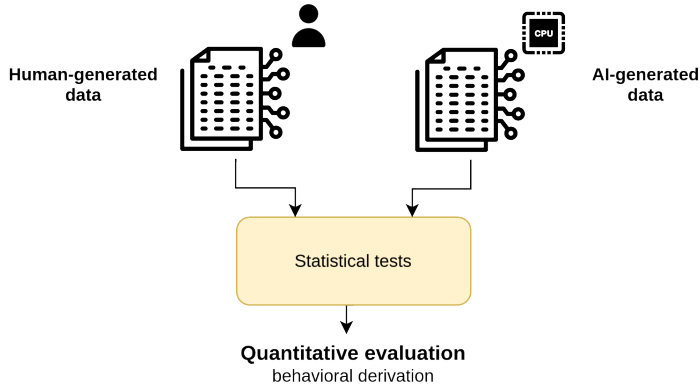 CPU
Human-generated
data
AI-generated
data
Statistical tests
Quantitative evaluation
behavioral derivation